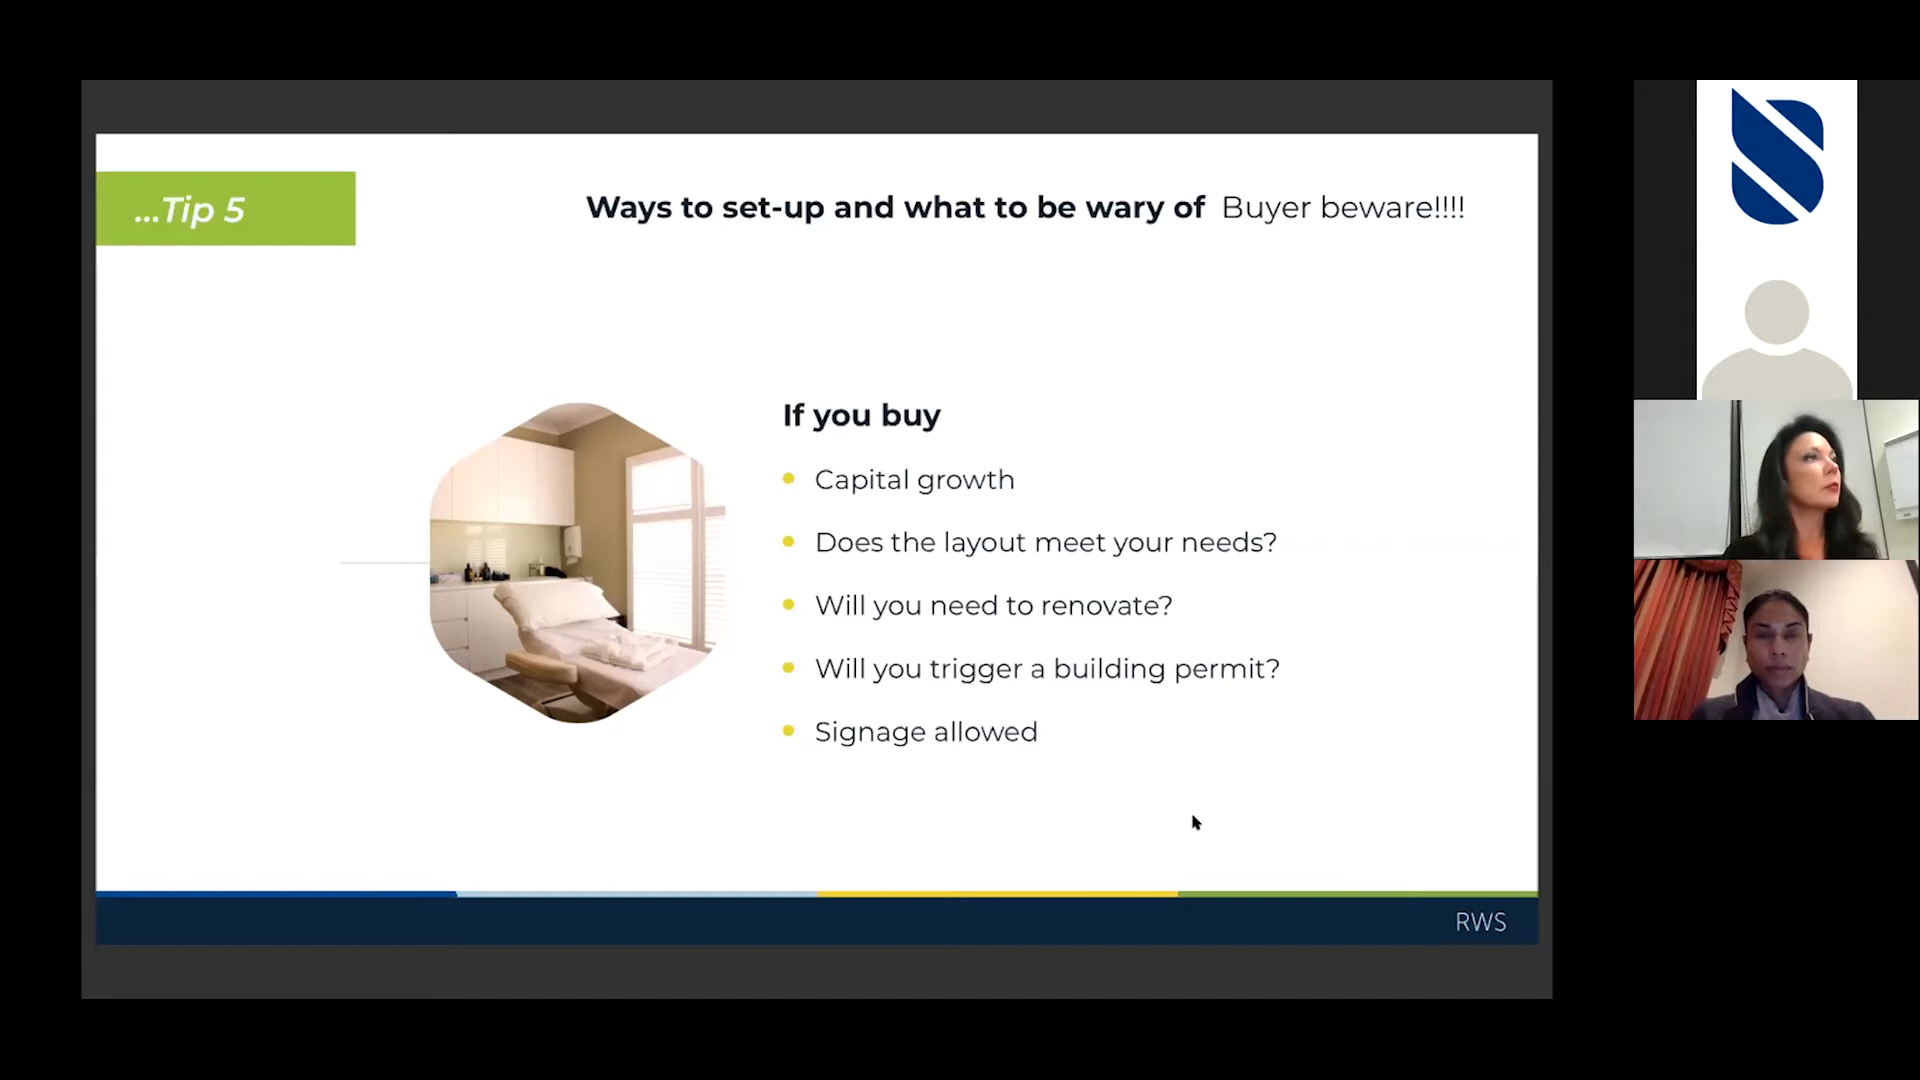 ...Tip 5
Ways to set-up and what to be wary of Buyer beware!!!!
If you buy
Capital growth
Does the layout meet your needs?
Will you need to renovate?
Will you trigger a building permit?
Signage allowed
RWS